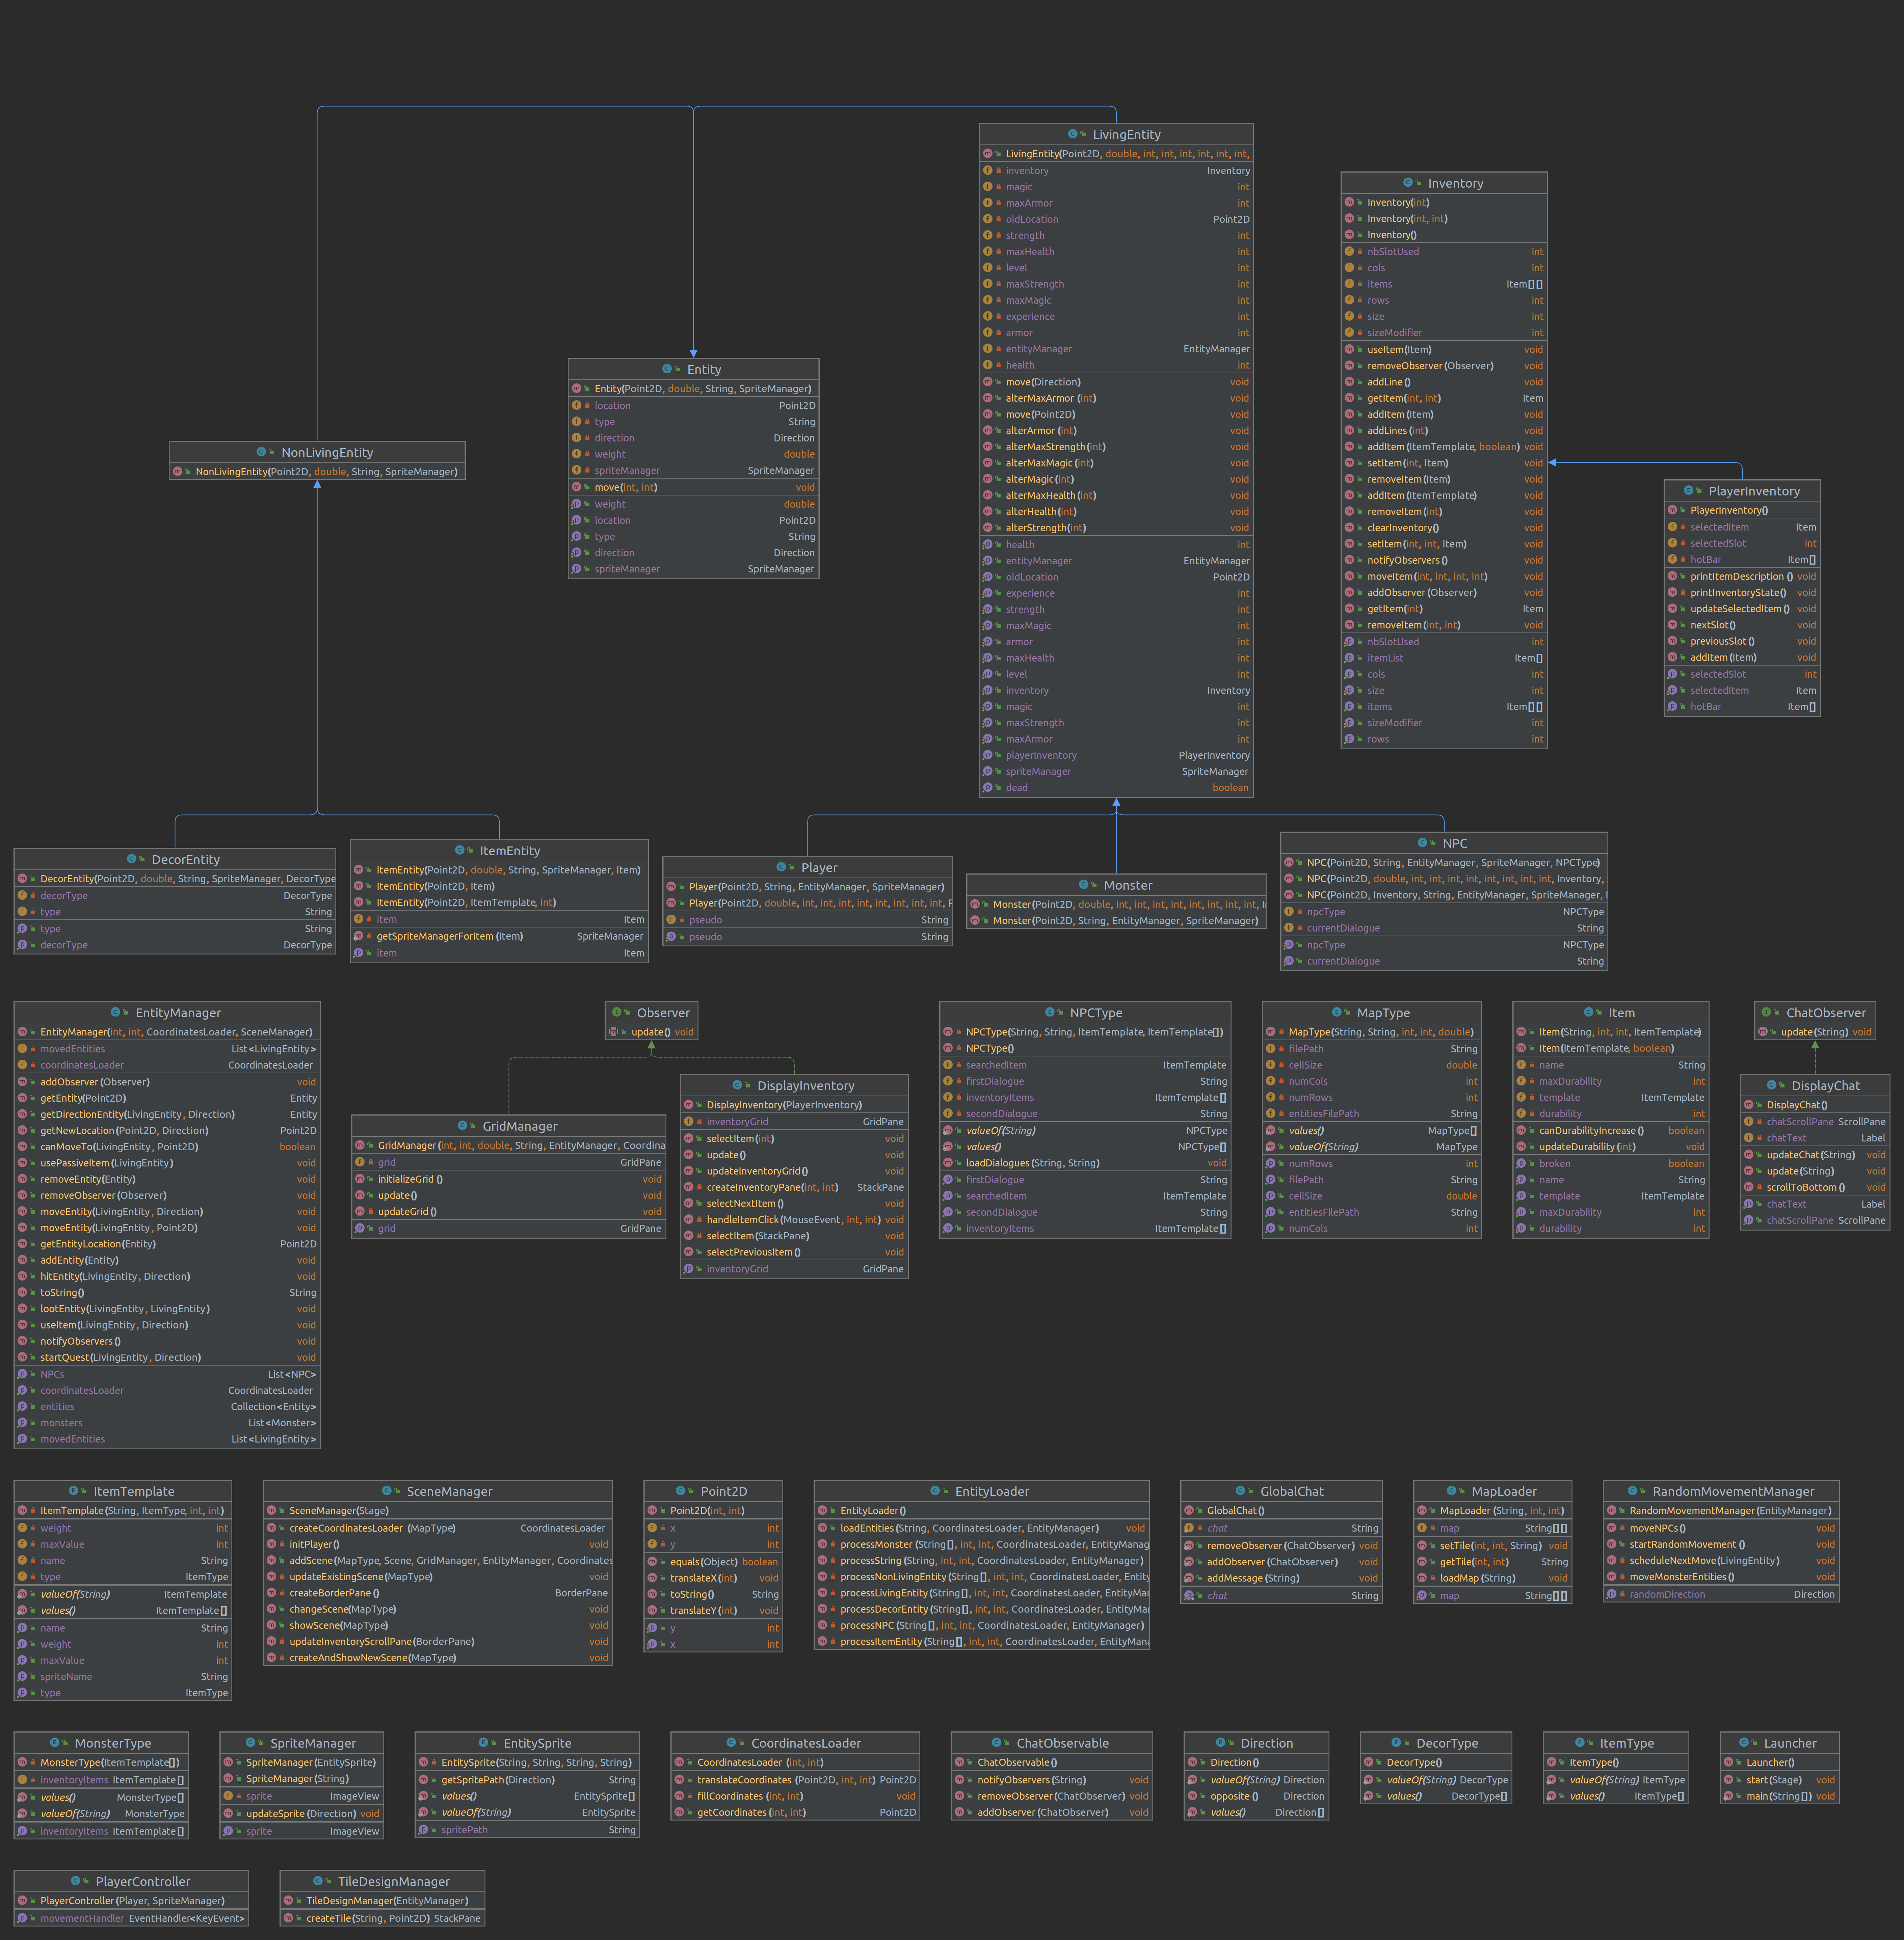 LivingEntity
LivingEntity(Point2D, double, int, int, int, int, int, int,
inventory Inventory
magic int
maxArmor int
oldLocation Point2D
strength int
maxHealth int
level int
maxStrength int
maxMagic int
experience int
armor int
entityManager EntityManager
health int
move(Direction) void
alterMaxArmor(int) void
move(Point2D) void
alterArmor(int) void
alterMaxStrength(int) void
alterMaxMagic(int) void
alterMagic(int) void
alterMaxHealth(int) void
alterHealth(int) void
alterStrength(int) void
health int
entityManager EntityManager
oldLocation Point2D
experience int
strength int
maxMagic int
armor int
maxHealth int
level int
inventory Inventory
magic int
maxStrength int
maxArmor int
playerInventory PlayerInventory
spriteManager SpriteManager
dead boolean
Inventory
Inventory(int)
Inventory(int, int)
Inventory()
nbSlotUsed int
cols int
items Item[][]
rows int
size int
sizeModifier int
useItem(Item) void
removeObserver(Observer) void
addLine() void
getItem(int, int) Item
addItem(Item) void
addLines(int) void
addItem(ItemTemplate, boolean) void
setItem(int, Item) void
removeItem(Item) void
addItem(ItemTemplate) void
removeItem(int) void
clearInventory() void
setItem(int, int, Item) void
notifyObservers() void
moveItem(int, int, int, int) void
addObserver(Observer) void
getItem(int) Item
removeItem(int, int) void
nbSlotUsed int
itemList Item[]
cols int
size int
items Item[][]
sizeModifier int
rows int
Entity
Entity(Point2D, double, String, SpriteManager)
location Point2D
type String
direction Direction
weight double
spriteManager SpriteManager
move(int, int) void
weight double
location Point2D
type String
direction Direction
spriteManager SpriteManager
NonLivingEntity
NonLivingEntity(Point2D, double, String, SpriteManager)
PlayerInventory
PlayerInventory()
selectedItem Item
selectedSlot int
hotBar Item[]
printItemDescription() void
printInventoryState() void
updateSelectedItem() void
nextSlot() void
previousSlot() void
addItem(Item) void
selectedSlot int
selectedItem Item
hotBar Item[]
DecorEntity
DecorEntity(Point2D, double, String, SpriteManager, DecorType
decorType DecorType
type String
type String
decorType DecorType
ItemEntity
ItemEntity(Point2D, double, String, SpriteManager, Item)
ItemEntity(Point2D, Item)
ItemEntity(Point2D, ItemTemplate, int)
item Item
getSpriteManagerForItem(Item) SpriteManager
item Item
Player
Player(Point2D, String, EntityManager, SpriteManager)
Player(Point2D, double, int, int, int, int, int, int, int, int,
pseudo String
pseudo String
Monster
Monster(Point2D, double, int, int, int, int, int, int, int, int,
Monster(Point2D, String, EntityManager, SpriteManager)
NPC
NPC(Point2D, String, EntityManager, SpriteManager, NPCType)
NPC(Point2D, double, int, int, int, int, int, int, int, int, Inventory,
NPC(Point2D, Inventory, String, EntityManager, SpriteManager,
npcType NPCType
currentDialogue String
npcType NPCType
currentDialogue String
EntityManager
EntityManager(int, int, CoordinatesLoader, SceneManager)
movedEntities List<LivingEntity>
coordinatesLoader CoordinatesLoader
addObserver(Observer) void
getEntity(Point2D) Entity
getDirectionEntity(LivingEntity, Direction) Entity
getNewLocation(Point2D, Direction) Point2D
canMoveTo(LivingEntity, Point2D) boolean
usePassiveItem(LivingEntity) void
removeEntity(Entity) void
removeObserver(Observer) void
moveEntity(LivingEntity, Direction) void
moveEntity(LivingEntity, Point2D) void
getEntityLocation(Entity) Point2D
addEntity(Entity) void
hitEntity(LivingEntity, Direction) void
toString() String
lootEntity(LivingEntity, LivingEntity) void
useItem(LivingEntity, Direction) void
notifyObservers() void
startQuest(LivingEntity, Direction) void
NPCs List<NPC>
coordinatesLoader CoordinatesLoader
entities Collection<Entity>
monsters List<Monster>
movedEntities List<LivingEntity>
Observer
update() void
GridManager
GridManager(int, int, double, String, EntityManager, Coordina
grid GridPane
initializeGrid() void
update() void
updateGrid() void
grid GridPane
DisplayInventory
DisplayInventory(PlayerInventory)
inventoryGrid GridPane
selectItem(int) void
update() void
updateInventoryGrid() void
createInventoryPane(int, int) StackPane
selectNextItem() void
handleItemClick(MouseEvent, int, int) void
selectItem(StackPane) void
selectPreviousItem() void
inventoryGrid GridPane
NPCType
NPCType(String, String, ItemTemplate, ItemTemplate[])
NPCType()
searchedItem ItemTemplate
firstDialogue String
inventoryItems ItemTemplate[]
secondDialogue String
valueOf(String) NPCType
values() NPCType[]
loadDialogues(String, String) void
firstDialogue String
searchedItem ItemTemplate
secondDialogue String
inventoryItems ItemTemplate[]
MapType
MapType(String, String, int, int, double)
filePath String
cellSize double
numCols int
numRows int
entitiesFilePath String
values() MapType[]
valueOf(String) MapType
numRows int
filePath String
cellSize double
entitiesFilePath String
numCols int
Item
Item(String, int, int, ItemTemplate)
Item(ItemTemplate, boolean)
name String
maxDurability int
template ItemTemplate
durability int
canDurabilityIncrease() boolean
updateDurability(int) void
broken boolean
name String
template ItemTemplate
maxDurability int
durability int
ChatObserver
update(String) void
DisplayChat
DisplayChat()
chatScrollPane ScrollPane
chatText Label
updateChat(String) void
update(String) void
scrollToBottom() void
chatText Label
chatScrollPane ScrollPane
ItemTemplate
ItemTemplate(String, ItemType, int, int)
weight int
maxValue int
name String
type ItemType
valueOf(String) ItemTemplate
values() ItemTemplate[]
name String
weight int
maxValue int
spriteName String
type ItemType
SceneManager
SceneManager(Stage)
createCoordinatesLoader(MapType) CoordinatesLoader
initPlayer() void
addScene(MapType, Scene, GridManager, EntityManager, Coordinates
updateExistingScene(MapType) void
createBorderPane() BorderPane
changeScene(MapType) void
showScene(MapType) void
updateInventoryScrollPane(BorderPane) void
createAndShowNewScene(MapType) void
Point2D
Point2D(int, int)
x int
y int
equals(Object) boolean
translateX(int) void
toString() String
translateY(int) void
y int
x int
EntityLoader
EntityLoader()
loadEntities(String, CoordinatesLoader, EntityManager) void
processMonster(String[], int, int, CoordinatesLoader, EntityManag
processString(String, int, int, CoordinatesLoader, EntityManager)
processNonLivingEntity(String[], int, int, CoordinatesLoader, Entity
processLivingEntity(String[], int, int, CoordinatesLoader, EntityMa
processDecorEntity(String[], int, int, CoordinatesLoader, EntityMa
processNPC(String[], int, int, CoordinatesLoader, EntityManager)
processItemEntity(String[], int, int, CoordinatesLoader, EntityMana
GlobalChat
GlobalChat()
chat String
removeObserver(ChatObserver) void
addObserver(ChatObserver) void
addMessage(String) void
chat String
MapLoader
MapLoader(String, int, int)
map String[][]
setTile(int, int, String) void
getTile(int, int) String
loadMap(String) void
map String[][]
RandomMovementManager
RandomMovementManager(EntityManager)
moveNPCs() void
startRandomMovement() void
scheduleNextMove(LivingEntity) void
moveMonsterEntities() void
randomDirection Direction
MonsterType
MonsterType(ItemTemplate[])
inventoryItems ItemTemplate[]
values() MonsterType[]
valueOf(String) MonsterType
inventoryItems ItemTemplate[]
SpriteManager
SpriteManager(EntitySprite)
SpriteManager(String)
sprite ImageView
updateSprite(Direction) void
sprite ImageView
EntitySprite
EntitySprite(String, String, String, String)
getSpritePath(Direction) String
values() EntitySprite[]
valueOf(String) EntitySprite
spritePath String
CoordinatesLoader
CoordinatesLoader(int, int)
translateCoordinates(Point2D, int, int) Point2D
fillCoordinates(int, int) void
getCoordinates(int, int) Point2D
ChatObservable
ChatObservable()
notifyObservers(String) void
removeObserver(ChatObserver) void
addObserver(ChatObserver) void
Direction
Direction()
valueOf(String) Direction
opposite() Direction
values() Direction[]
DecorType
DecorType()
valueOf(String) DecorType
values() DecorType[]
ItemType
ItemType()
valueOf(String) ItemType
values() ItemType[]
Launcher
Launcher()
start(Stage) void
main(String[]) void
PlayerController
PlayerController(Player, SpriteManager)
movementHandler EventHandler<KeyEvent>
TileDesignManager
TileDesignManager(EntityManager)
createTile(String, Point2D) StackPane